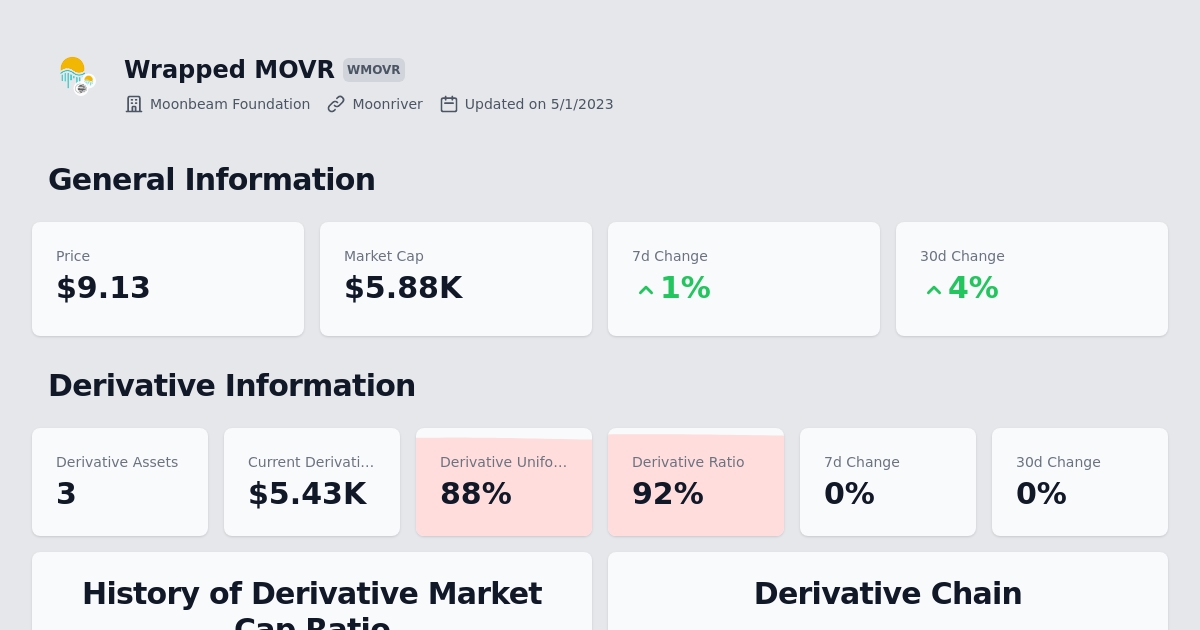 Wrapped MOVR WMOVR
Moonbeam Foundation Moonriver Updated on 5/1/2023
General Information
Price
$9.13
Market Cap
$5.88K
7d Change
1%
30d Change
4%
Derivative Information
Derivative Assets
3
Current Derivati...
$5.43K
Derivative Unifo...
88%
Derivative Ratio
92%
7d Change
0%
30d Change
0%
History of Derivative Market
Cap Ratio
Derivative Chain